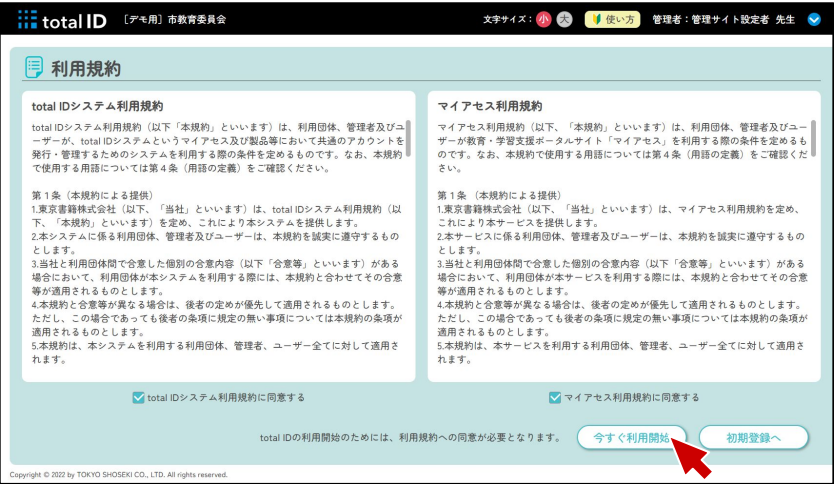 total ID ［デモ用］市教育委員会 文字サイズ： 小 大 使い方 管理者：管理サイト設定者 先生
利用規約
total IDシステム利用規約
total IDシステム利用規約（以下「本規約」といいます）は、利用団体、管理者及びユ
ーザーが、total IDシステムというマイアセス及び製品等において共通のアカウントを
発行・管理するためのシステムを利用する際の条件を定めるものです。なお、本規約
で使用する用語については第４条（用語の定義）をご確認ください。
第１条（本規約による提供）
1.東京書籍株式会社（以下、「当社」といいます）は、total IDシステム利用規約（以
下、「本規約」といいます）を定め、これにより本システムを提供します。
2.本システムに係る利用団体、管理者及びユーザーは、本規約を誠実に遵守するもの
とします。
3.当社と利用団体間で合意した個別の合意内容（以下「合意等」といいます）がある
場合において、利用団体が本システムを利用する際には、本規約と合わせてその合意
等が適用されるものとします。
4.本規約と合意等が異なる場合は、後者の定めが優先して適用されるものとします。
ただし、この場合であっても後者の条項に規定の無い事項については本規約の条項が
適用されるものとします。
5.本規約は、本システムを利用する利用団体、管理者、ユーザー全てに対して適用さ
れます。
total IDシステム利用規約に同意する
マイアセス利用規約
マイアセス利用規約（以下、「本規約」といいます）は、利用団体、管理者及びユー
ザーが教育・学習支援ポータルサイト「マイアセス」を利用する際の条件を定めるも
のです。なお、本規約で使用する用語については第４条（用語の定義）をご確認くだ
さい。
第１条 （本規約による提供）
1.東京書籍株式会社（以下、「当社」といいます）は、マイアセス利用規約を定め、
これにより本サービスを提供します。
2.本サービスに係る利用団体、管理者及びユーザーは、本規約を誠実に遵守するもの
とします。
3.当社と利用団体間で合意した個別の合意内容（以下「合意等」といいます）がある
場合において、利用団体が本サービスを利用する際には、本規約と合わせてその合意
等が適用されるものとします。
4.本規約と合意等が異なる場合は、後者の定めが優先して適用されるものとします。
ただし、この場合であっても後者の条項に規定の無い事項については本規約の条項が
適用されるものとします。
5.本規約は、本サービスを利用する利用団体、管理者、ユーザー全てに対して適用さ
れます。
マイアセス利用規約に同意する
total IDの利用開始のためには、利用規約への同意が必要となります。 今すぐ利用開始 初期登録へ
Copyright © 2022 by TOKYO SHOSEKI CO., LTD. All rights reserved.